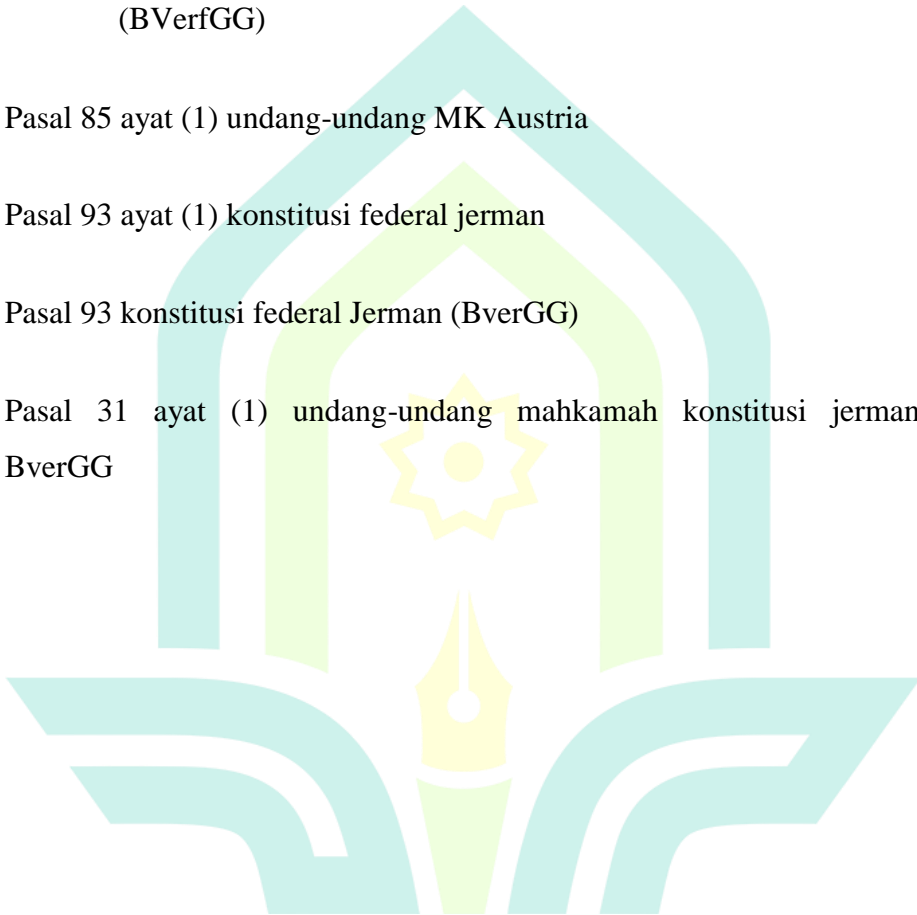 (BVerfGG)
Pasal 85 ayat (1) undang-undang MK Austria
Pasal 93 ayat (1) konstitusi federal jerman
Pasal 93 konstitusi federal Jerman (BverGG)
Pasal 31 ayat (1) undang-undang mahkamah konstitusi jerman
BverGG